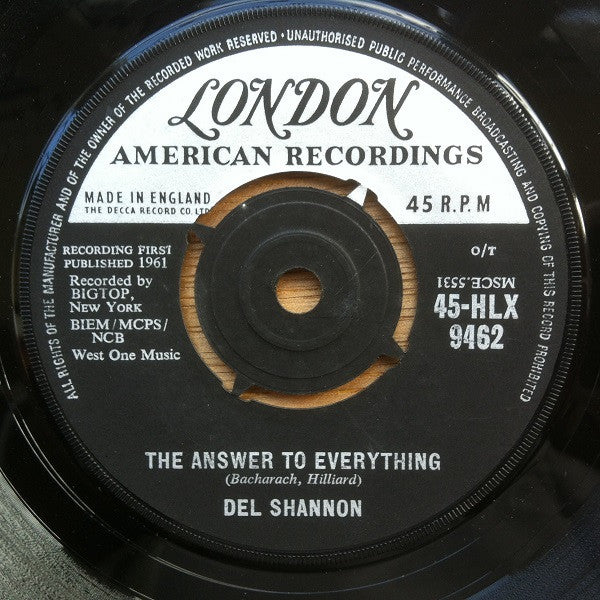 ALL RIGHTS OF THE MANUFACTURER AND OF THE OWNER OF THE RECORDED WORK RESERVED • UNAUTHORISED PUBLIC PERFORMANCE BROADCASTING AND COPYING OF THIS RECORD PROHIBITED
LONDON
AMERICAN RECORDINGS
MADE IN ENGLAND
THE DECCA RECORD CO. LTD
45 R.P.M
RECORDING FIRST
PUBLISHED 1961
Recorded by
BIGTOP,
New York
BIEM/MCPS/
NCB
West One Music
O/T
MSCE.5531
45-HLX
9462
THE ANSWER TO EVERYTHING
(Bacharach, Hilliard)
DEL SHANNON